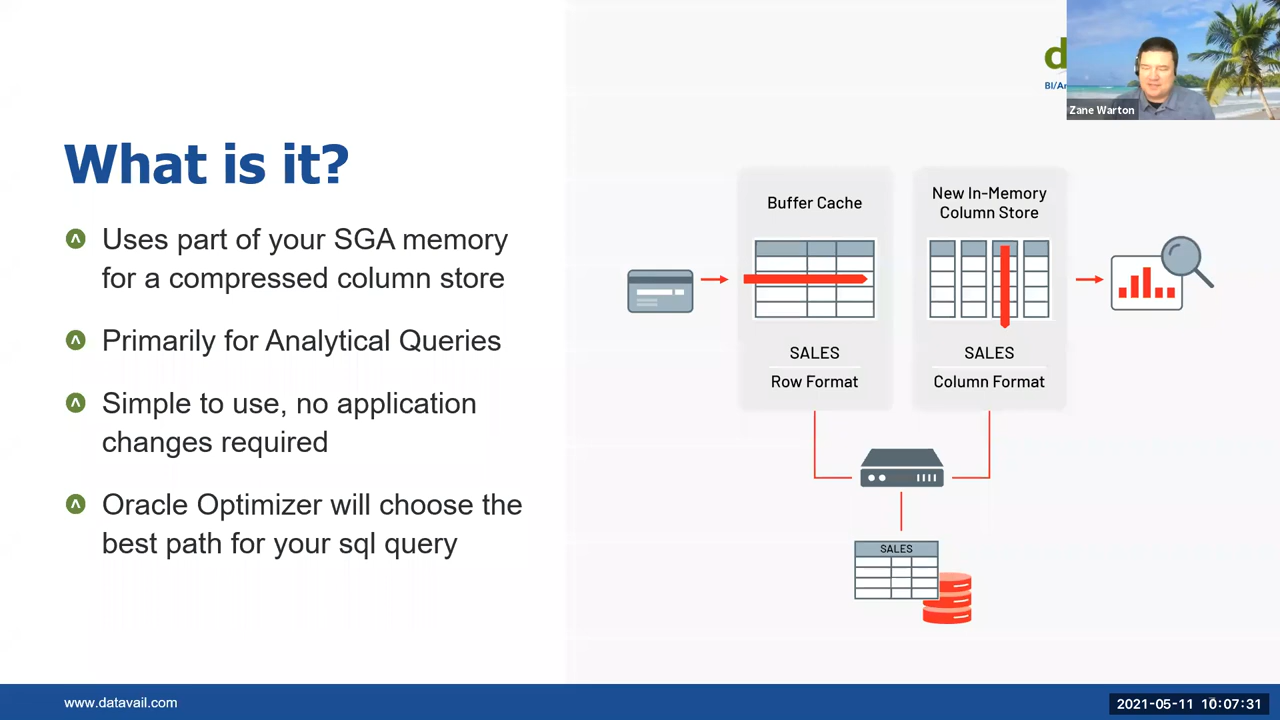 What is it?
Uses part of your SGA memory
for a compressed column store
Primarily for Analytical Queries
Simple to use, no application
changes required
Oracle Optimizer will choose the
best path for your sql query
Zane Warton
Buffer Cache
SALES
Row Format
New In-Memory
Column Store
SALES
Column Format
SALES
www.datavail.com
2021-05-11 10:07:31